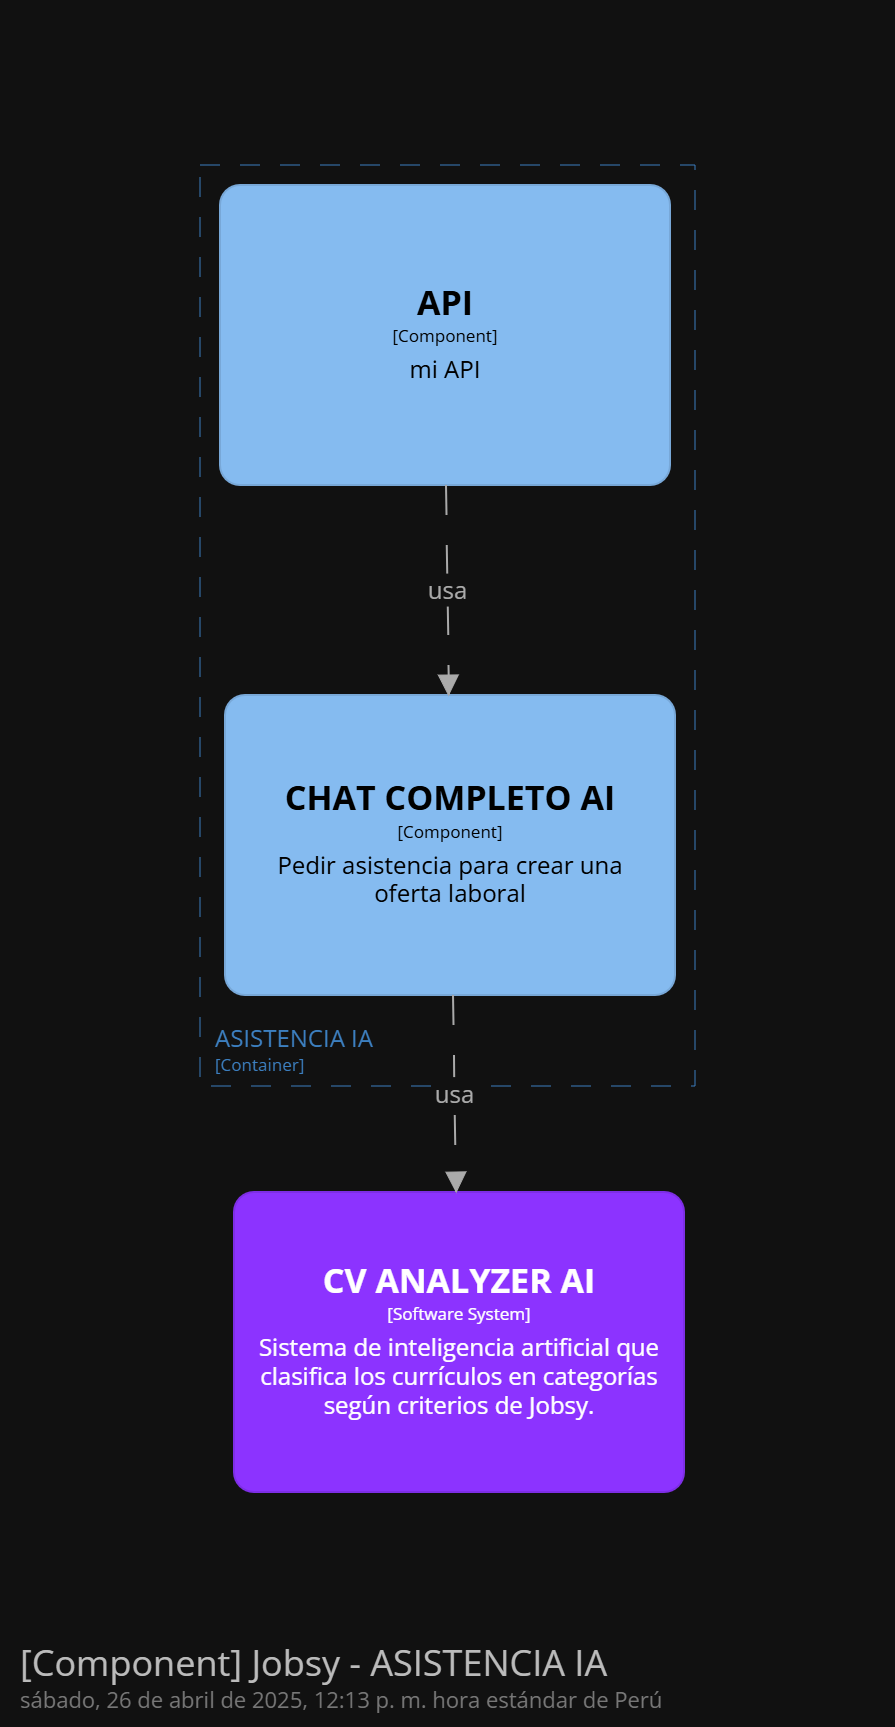 API
[Component]
mi API
usa
CHAT COMPLETO AI
[Component]
Pedir asistencia para crear una
oferta laboral
ASISTENCIA IA
[Container]
usa
CV ANALYZER AI
[Software System]
Sistema de inteligencia artificial que
clasifica los currículos en categorías
según criterios de Jobsy.
[Component] Jobsy - ASISTENCIA IA
sábado, 26 de abril de 2025, 12:13 p. m. hora estándar de Perú